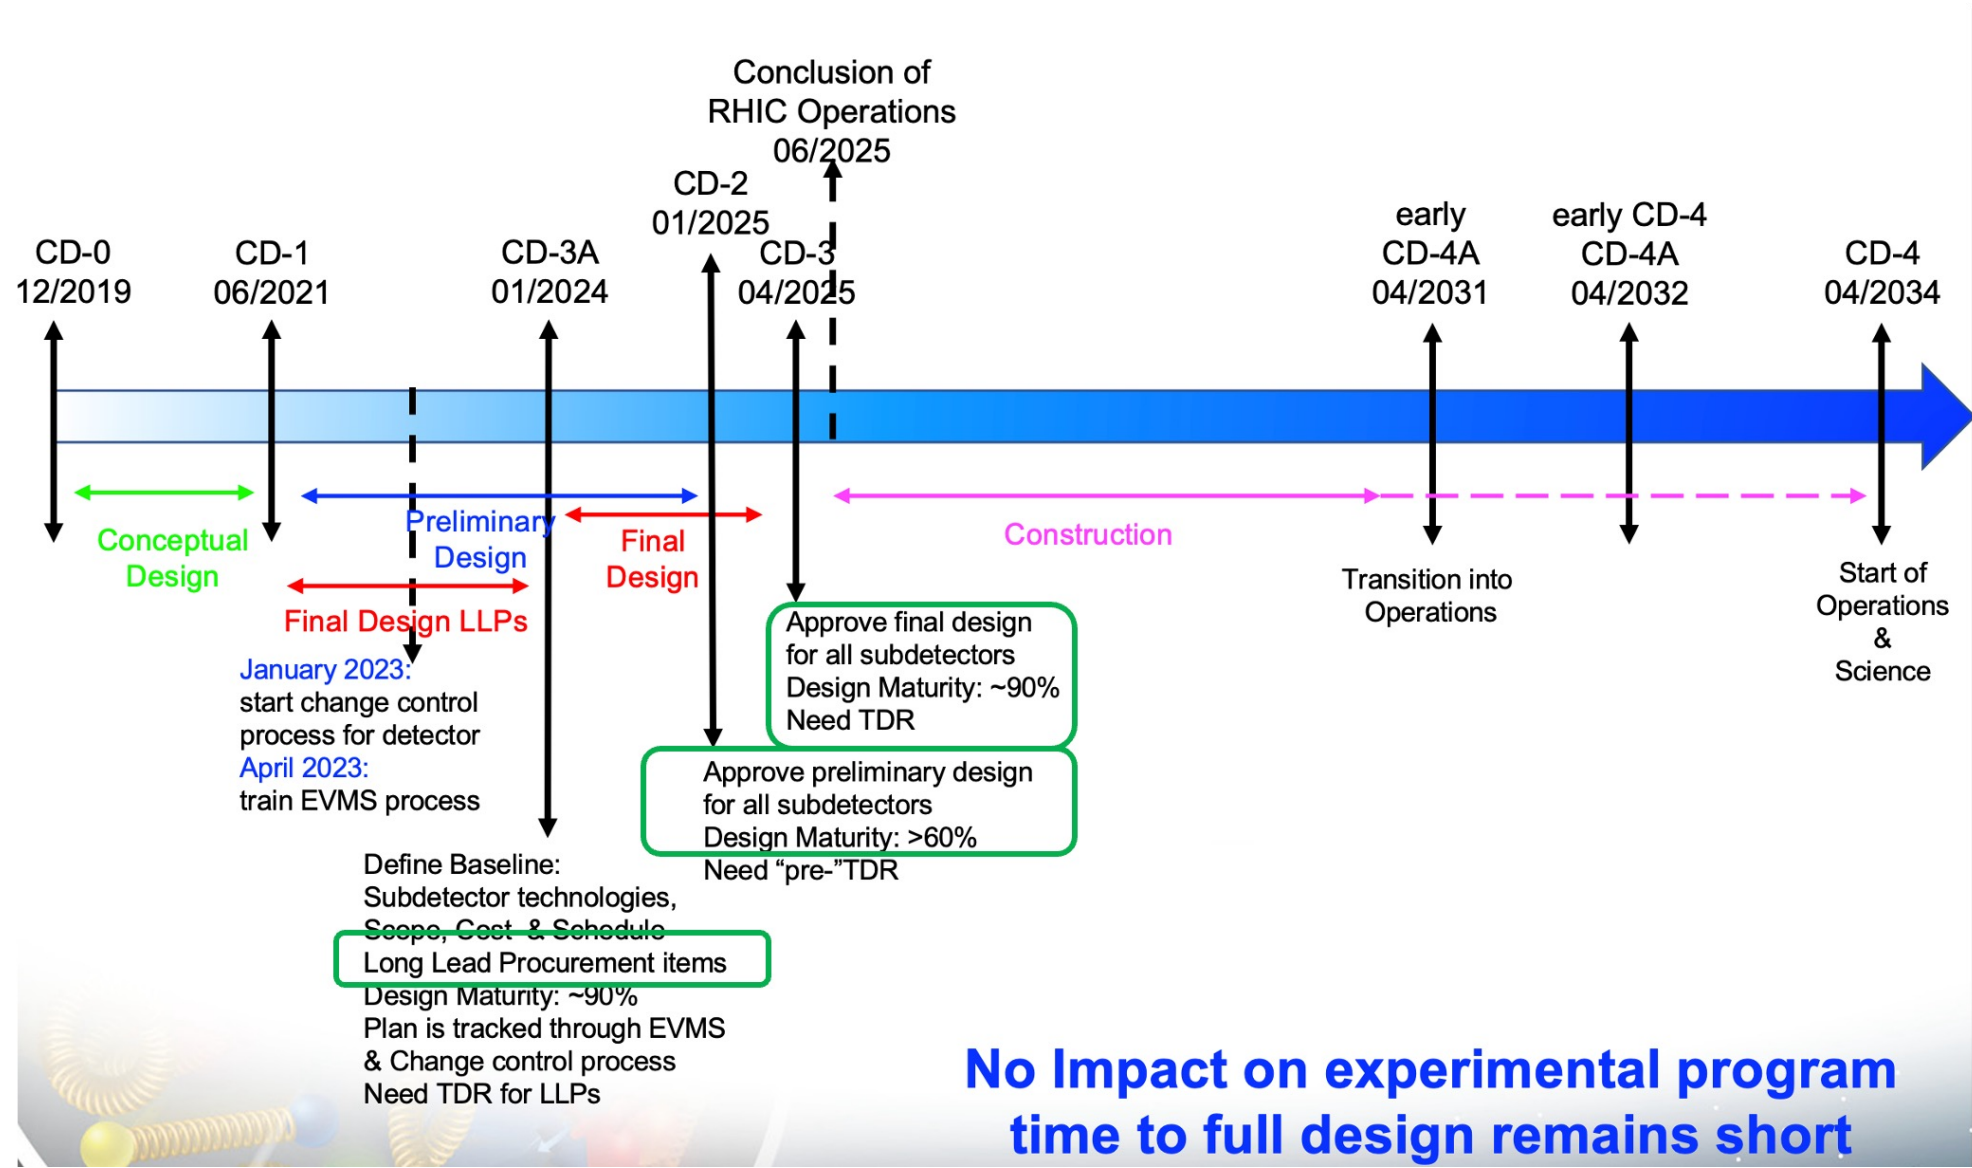 Conclusion of
RHIC Operations
06/2025
CD-2
01/2025
CD-0
12/2019
CD-1
06/2021
CD-3A
01/2024
CD-3
04/2025
early
CD-4A
04/2031
early CD-4
CD-4A
04/2032
CD-4
04/2034
Conceptual
Design
Preliminary
Design
Final
Design
Final Design LLPs
Construction
Transition into
Operations
Start of
Operations
&
Science
January 2023:
start change control
process for detector
April 2023:
train EVMS process
Approve final design
for all subdetectors
Design Maturity: ~90%
Need TDR
Approve preliminary design
for all subdetectors
Design Maturity: >60%
Need “pre-”TDR
Define Baseline:
Subdetector technologies,
Scope, Cost & Schedule
Long Lead Procurement items
Design Maturity: ~90%
Plan is tracked through EVMS
& Change control process
Need TDR for LLPs
No Impact on experimental program
time to full design remains short